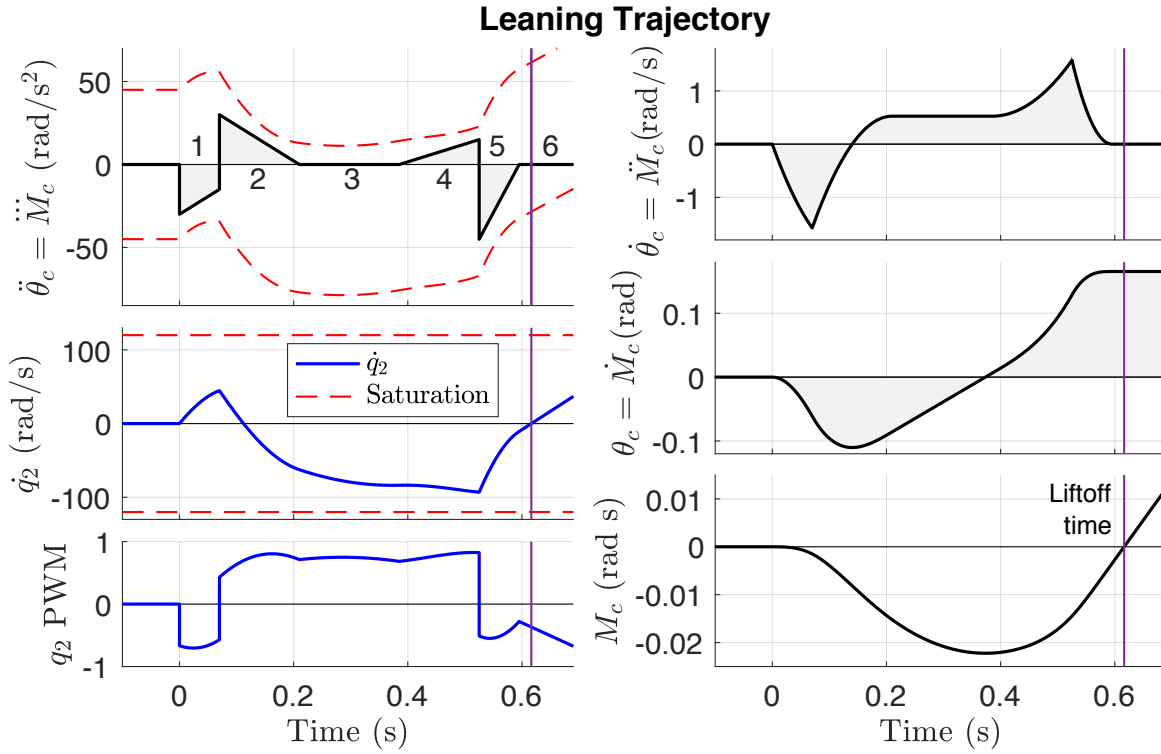 Leaning Trajectory
θ̈_c = M⃛_c (rad/s²)
50
0
-50
1
2
3
4
5
6
q̇₂ (rad/s)
100
0
-100
q̇₂
Saturation
q₂ PWM
1
0
-1
0
0.2
0.4
0.6
Time (s)
θ̇_c = M̈_c(rad/s)
1
0
-1
θ_c = Ṁ_c(rad)
0.1
0
-0.1
M_c (rad s)
0.01
0
-0.01
-0.02
Liftoff
time
0
0.2
0.4
0.6
Time (s)